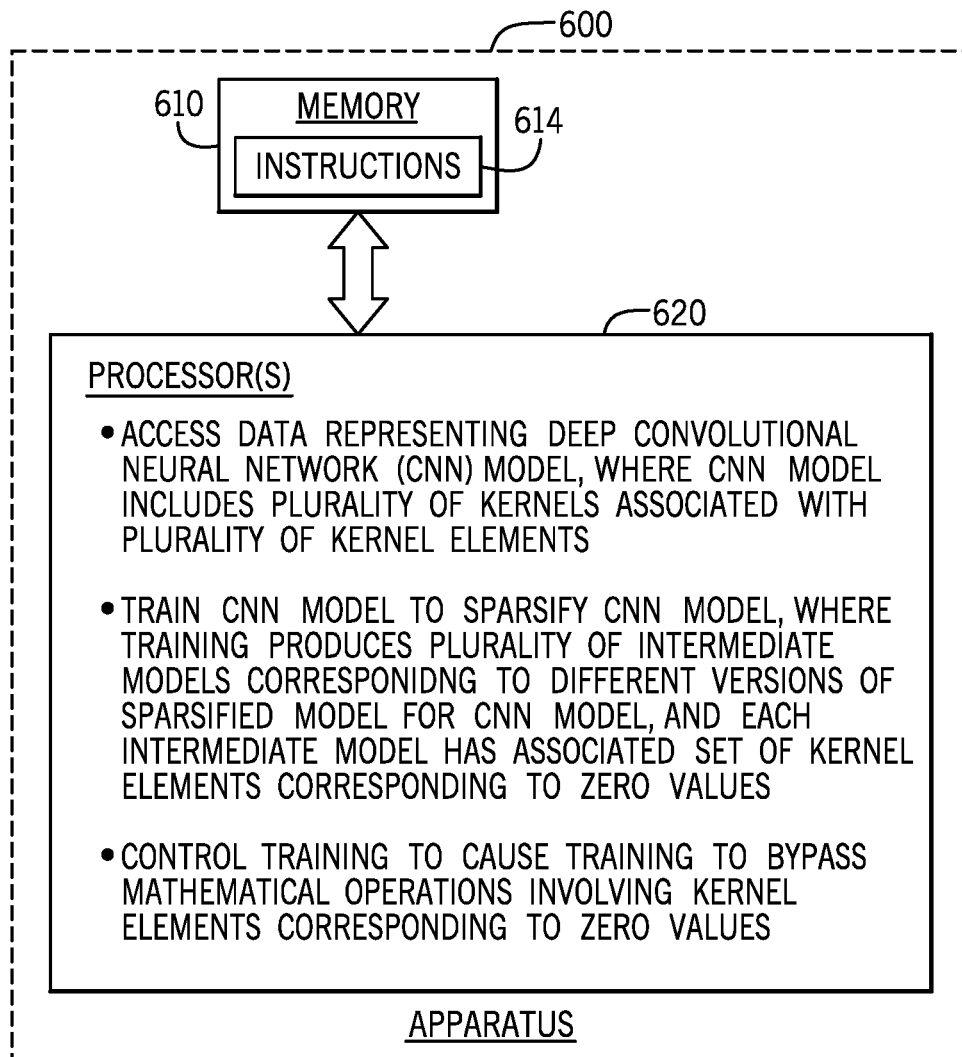 600
610
MEMORY
614
INSTRUCTIONS
620
PROCESSOR(S)
• ACCESS DATA REPRESENTING DEEP CONVOLUTIONAL
NEURAL NETWORK (CNN) MODEL, WHERE CNN MODEL
INCLUDES PLURALITY OF KERNELS ASSOCIATED WITH
PLURALITY OF KERNEL ELEMENTS
• TRAIN CNN MODEL TO SPARSIFY CNN MODEL, WHERE
TRAINING PRODUCES PLURALITY OF INTERMEDIATE
MODELS CORRESPONIDNG TO DIFFERENT VERSIONS OF
SPARSIFIED MODEL FOR CNN MODEL, AND EACH
INTERMEDIATE MODEL HAS ASSOCIATED SET OF KERNEL
ELEMENTS CORRESPONDING TO ZERO VALUES
• CONTROL TRAINING TO CAUSE TRAINING TO BYPASS
MATHEMATICAL OPERATIONS INVOLVING KERNEL
ELEMENTS CORRESPONDING TO ZERO VALUES
APPARATUS